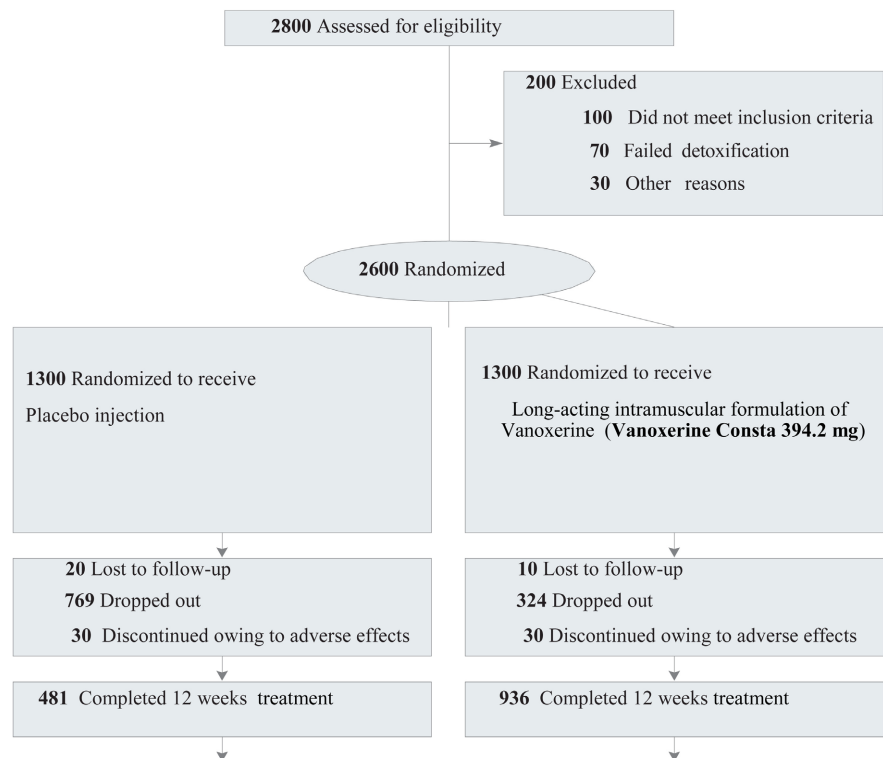 2800 Assessed for eligibility
200 Excluded
100 Did not meet inclusion criteria
70 Failed detoxification
30 Other reasons
2600 Randomized
1300 Randomized to receive
Placebo injection
1300 Randomized to receive
Long-acting intramuscular formulation of
Vanoxerine (Vanoxerine Consta 394.2 mg)
20 Lost to follow-up
769 Dropped out
30 Discontinued owing to adverse effects
10 Lost to follow-up
324 Dropped out
30 Discontinued owing to adverse effects
481 Completed 12 weeks treatment
936 Completed 12 weeks treatment